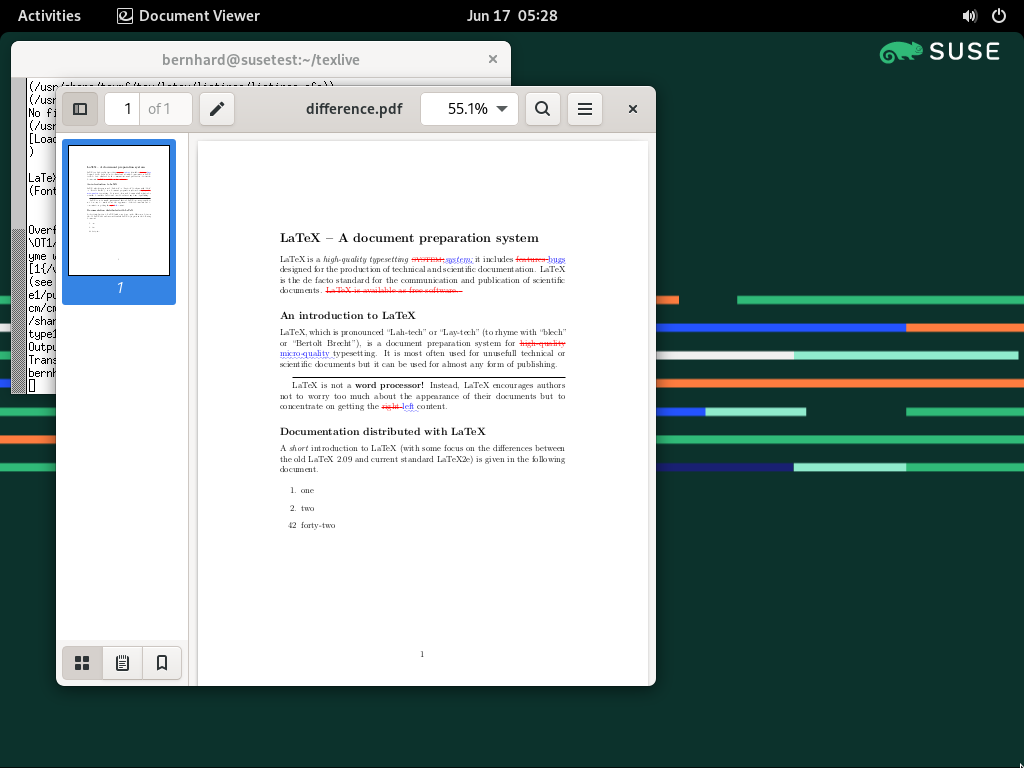 Activities
Document Viewer
Jun 17 05:28
SUSE
bernhard@susetest:~/texlive
(/usr/share/texmf/tex/latex/listings/listings.cfg))
(/us
No fi
(/usr
[Load
)
LaTeX
(Font
Overf
\OT1/
yme w
[1{/v
(see
e1/pu
cm/cm
/shar
type1
Outpu
Trans
bernh
1 of 1
difference.pdf
55.1%
1
LaTeX – A document preparation system
LaTeX is a high-quality typesetting system; it includes features bugs
designed for the production of technical and scientific documentation. LaTeX
is the de facto standard for the communication and publication of scientific
documents. LaTeX is available as free software.
An introduction to LaTeX
LaTeX, which is pronounced “Lah-tech” or “Lay-tech” (to rhyme with “blech”
or “Bertolt Brecht”), is a document preparation system for high-quality
micro-quality typesetting. It is most often used for unusefull technical or
scientific documents but it can be used for almost any form of publishing.
LaTeX is not a word processor! Instead, LaTeX encourages authors
not to worry too much about the appearance of their documents but to
concentrate on getting the right left content.
Documentation distributed with LaTeX
A short introduction to LaTeX (with some focus on the differences between
the old LaTeX 2.09 and current standard LaTeX2e) is given in the following
document.
1. one
2. two
42 forty-two
1